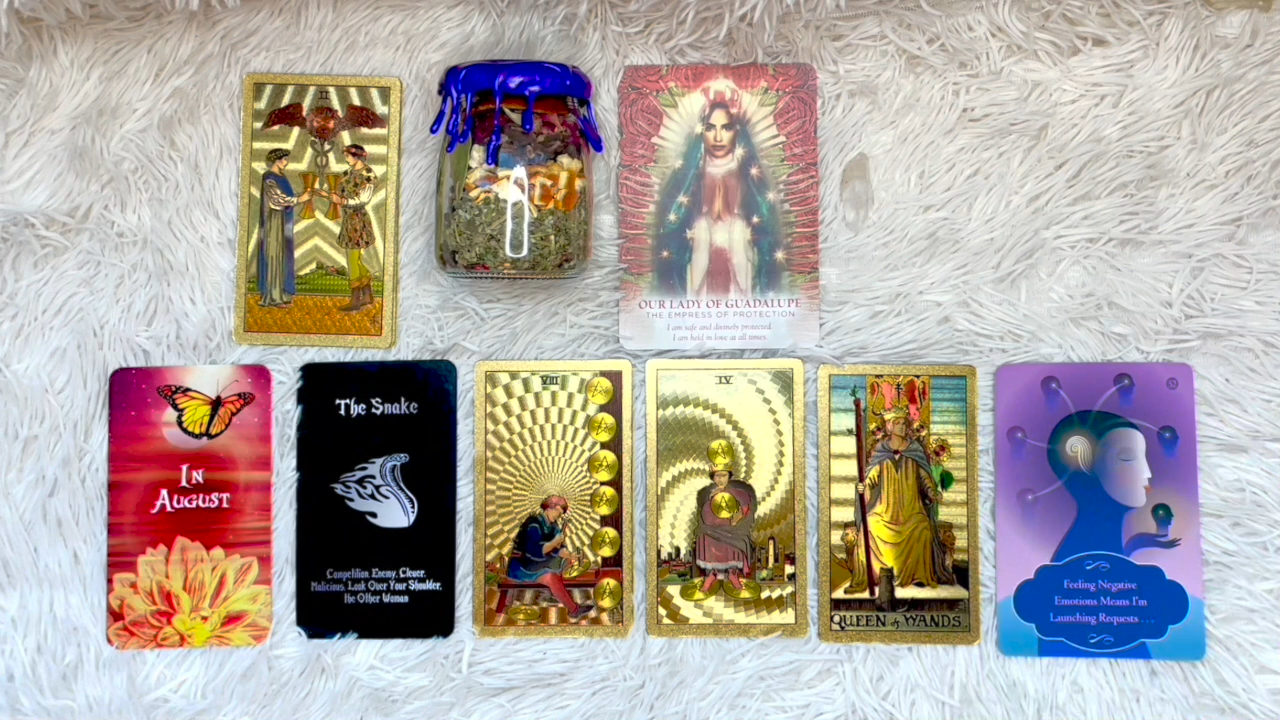 II
OUR LADY OF GUADALUPE
THE EMPRESS OF PROTECTION
I am safe and divinely protected.
I am held in love at all times.
In
August
The Snake
Competition, Enemy, Clever,
Malicious, Look Over Your Shoulder,
the Other Woman
VIII
IV
QUEEN of WANDS.
Feeling Negative
Emotions Means I'm
Launching Requests . . .